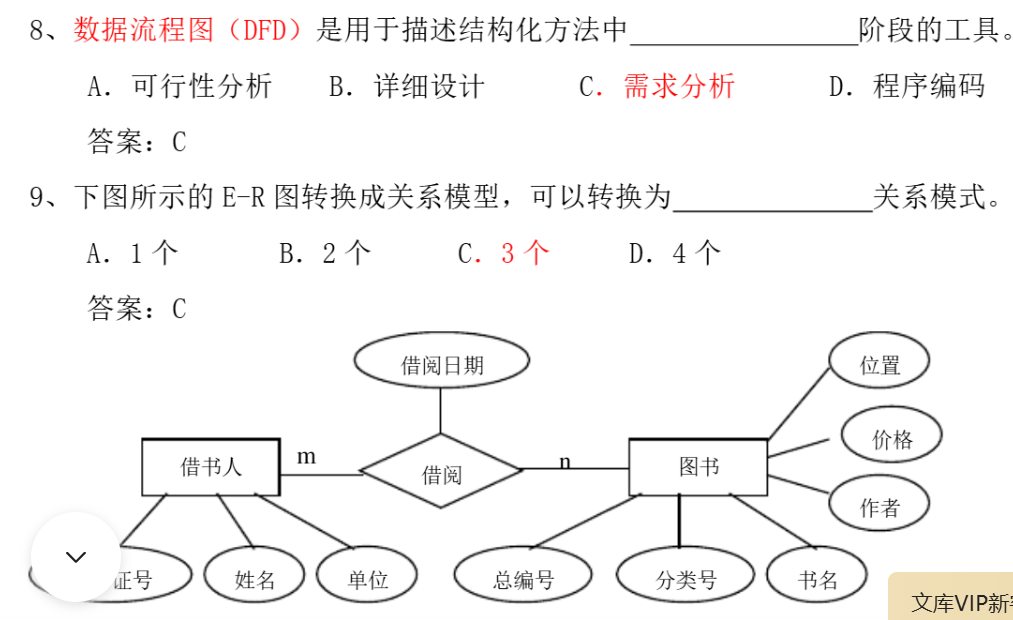 8、数据流程图（DFD）是用于描述结构化方法中________________阶段的工具。
A．可行性分析 B．详细设计 C．需求分析 D．程序编码
答案：C
9、下图所示的 E-R 图转换成关系模型，可以转换为______________关系模式。
A．1 个 B．2 个 C．3 个 D．4 个
答案：C
借阅日期
位置
价格
借书人
m
借阅
n
图书
作者
证号
姓名
单位
总编号
分类号
书名
文库VIP新